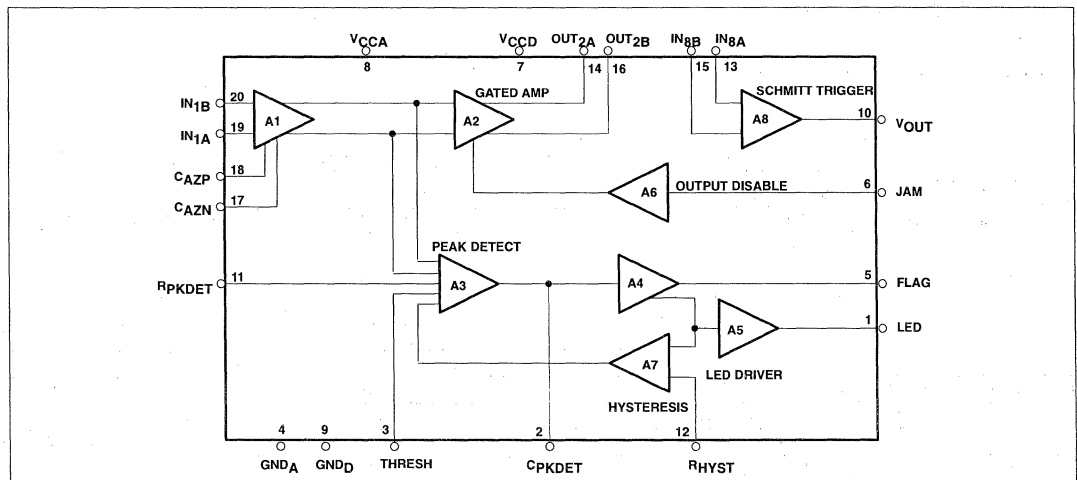 VCCA VCCD OUT2A OUT2B IN8B IN8A
8 7 14 16 15 13
IN1B 20 A1 GATED AMP A2 SCHMITT TRIGGER A8 10 VOUT
IN1A 19
CAZP 18
CAZN 17
A6 OUTPUT DISABLE 6 JAM
PEAK DETECT
RPKDET 11 A3 A4 5 FLAG
A5 1 LED
A7 LED DRIVER
HYSTERESIS
4 9 3 2 12
GNDA GNDD THRESH CPKDET RHYST